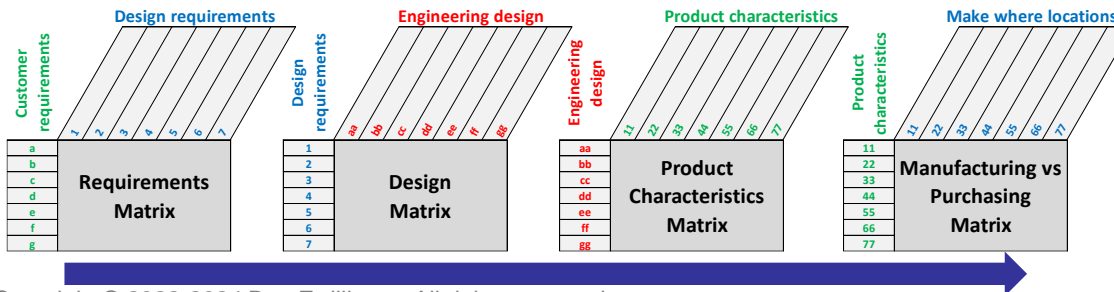 Design requirements
Customer
requirements
1 2 3 4 5 6 7
a
b
c
d
e
f
g
Requirements
Matrix
Engineering design
Design
requirements
aa bb cc dd ee ff gg
1
2
3
4
5
6
7
Design
Matrix
Product characteristics
Engineering
design
11 22 33 44 55 66 77
aa
bb
cc
dd
ee
ff
gg
Product
Characteristics
Matrix
Make where locations
Product
characteristics
11 22 33 44 55 66 77
11
22
33
44
55
66
77
Manufacturing vs
Purchasing
Matrix